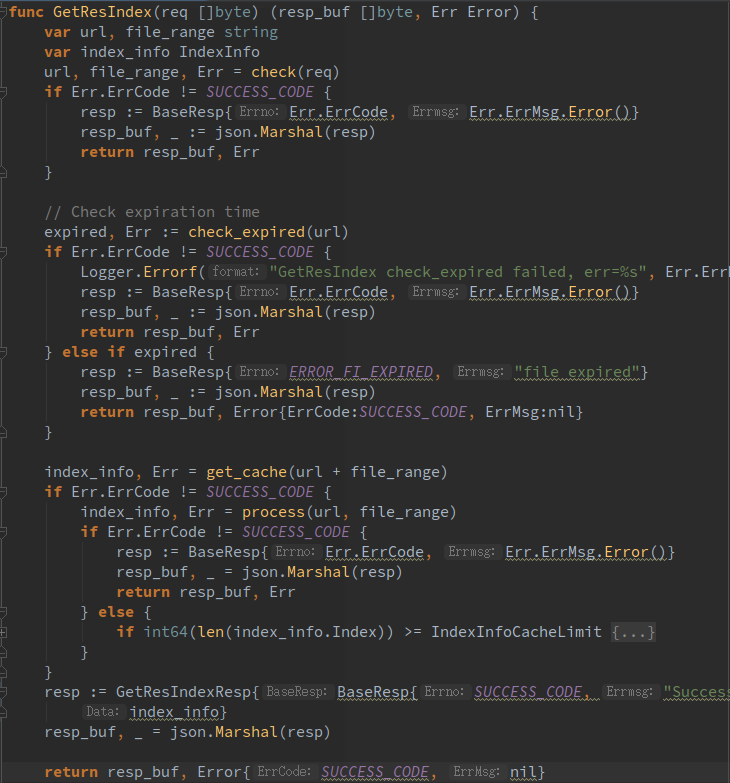 func GetResIndex(req []byte) (resp_buf []byte, Err Error) {
var url, file_range string
var index_info IndexInfo
url, file_range, Err = check(req)
if Err.ErrCode != SUCCESS_CODE {
resp := BaseResp{ Errno: Err.ErrCode, Errmsg: Err.ErrMsg.Error()}
resp_buf, _ := json.Marshal(resp)
return resp_buf, Err
}
// Check expiration time
expired, Err := check_expired(url)
if Err.ErrCode != SUCCESS_CODE {
Logger.Errorf( format: "GetResIndex check_expired failed, err=%s", Err.Err
resp := BaseResp{ Errno: Err.ErrCode, Errmsg: Err.ErrMsg.Error()}
resp_buf, _ := json.Marshal(resp)
return resp_buf, Err
} else if expired {
resp := BaseResp{ Errno: ERROR_FI_EXPIRED, Errmsg: "file expired"}
resp_buf, _ := json.Marshal(resp)
return resp_buf, Error{ErrCode:SUCCESS_CODE, ErrMsg:nil}
}
index_info, Err = get_cache(url + file_range)
if Err.ErrCode != SUCCESS_CODE {
index_info, Err = process(url, file_range)
if Err.ErrCode != SUCCESS_CODE {
resp := BaseResp{ Errno: Err.ErrCode, Errmsg: Err.ErrMsg.Error()}
resp_buf, _ = json.Marshal(resp)
return resp_buf, Err
} else {
if int64(len(index_info.Index)) >= IndexInfoCacheLimit {...}
}
}
resp := GetResIndexResp{ BaseResp: BaseResp{ Errno: SUCCESS_CODE, Errmsg: "Success
Data: index_info}
resp_buf, _ = json.Marshal(resp)
return resp_buf, Error{ ErrCode: SUCCESS_CODE, ErrMsg: nil}